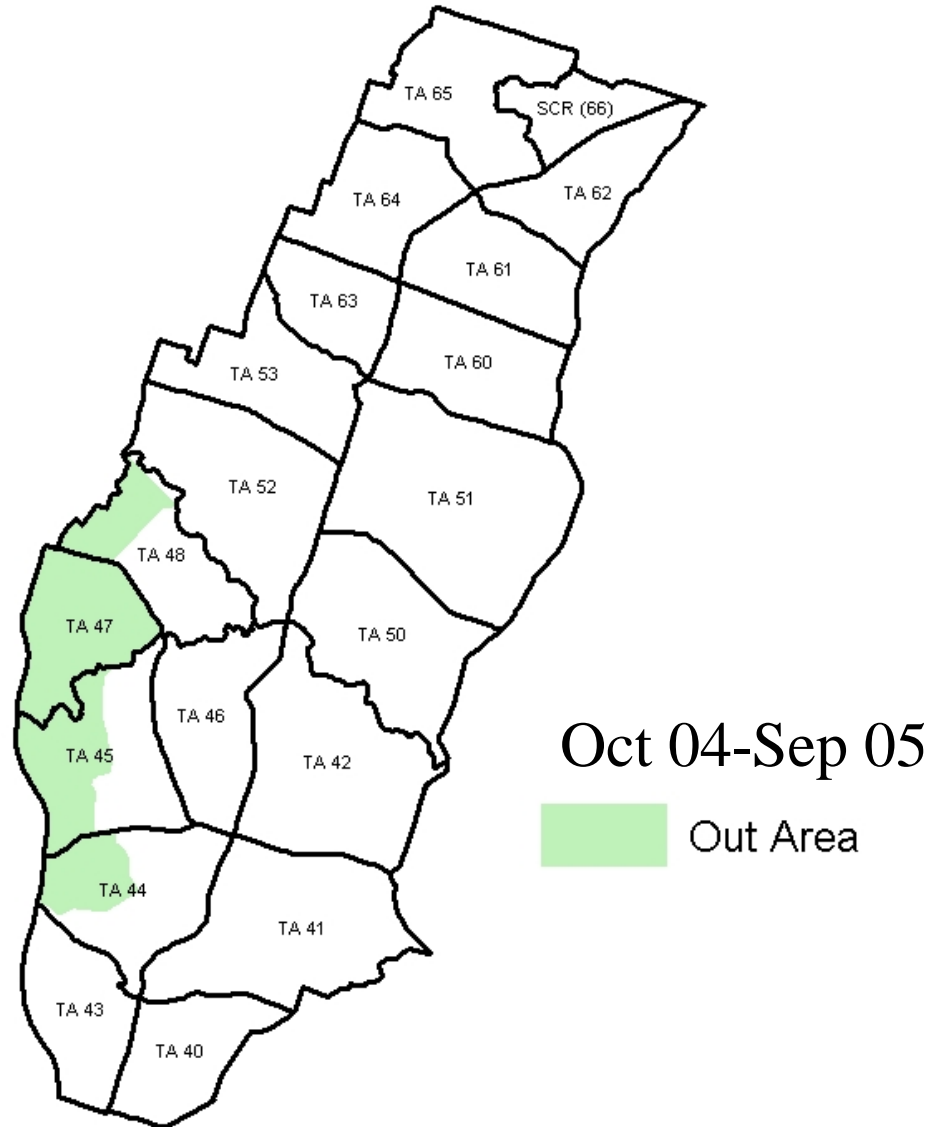 TA 65
SCR (66)
TA 62
TA 64
TA 61
TA 63
TA 60
TA 53
TA 52
TA 51
TA 48
TA 47
TA 50
TA 46
TA 45
TA 42
Oct 04-Sep 05
Out Area
TA 44
TA 41
TA 43
TA 40